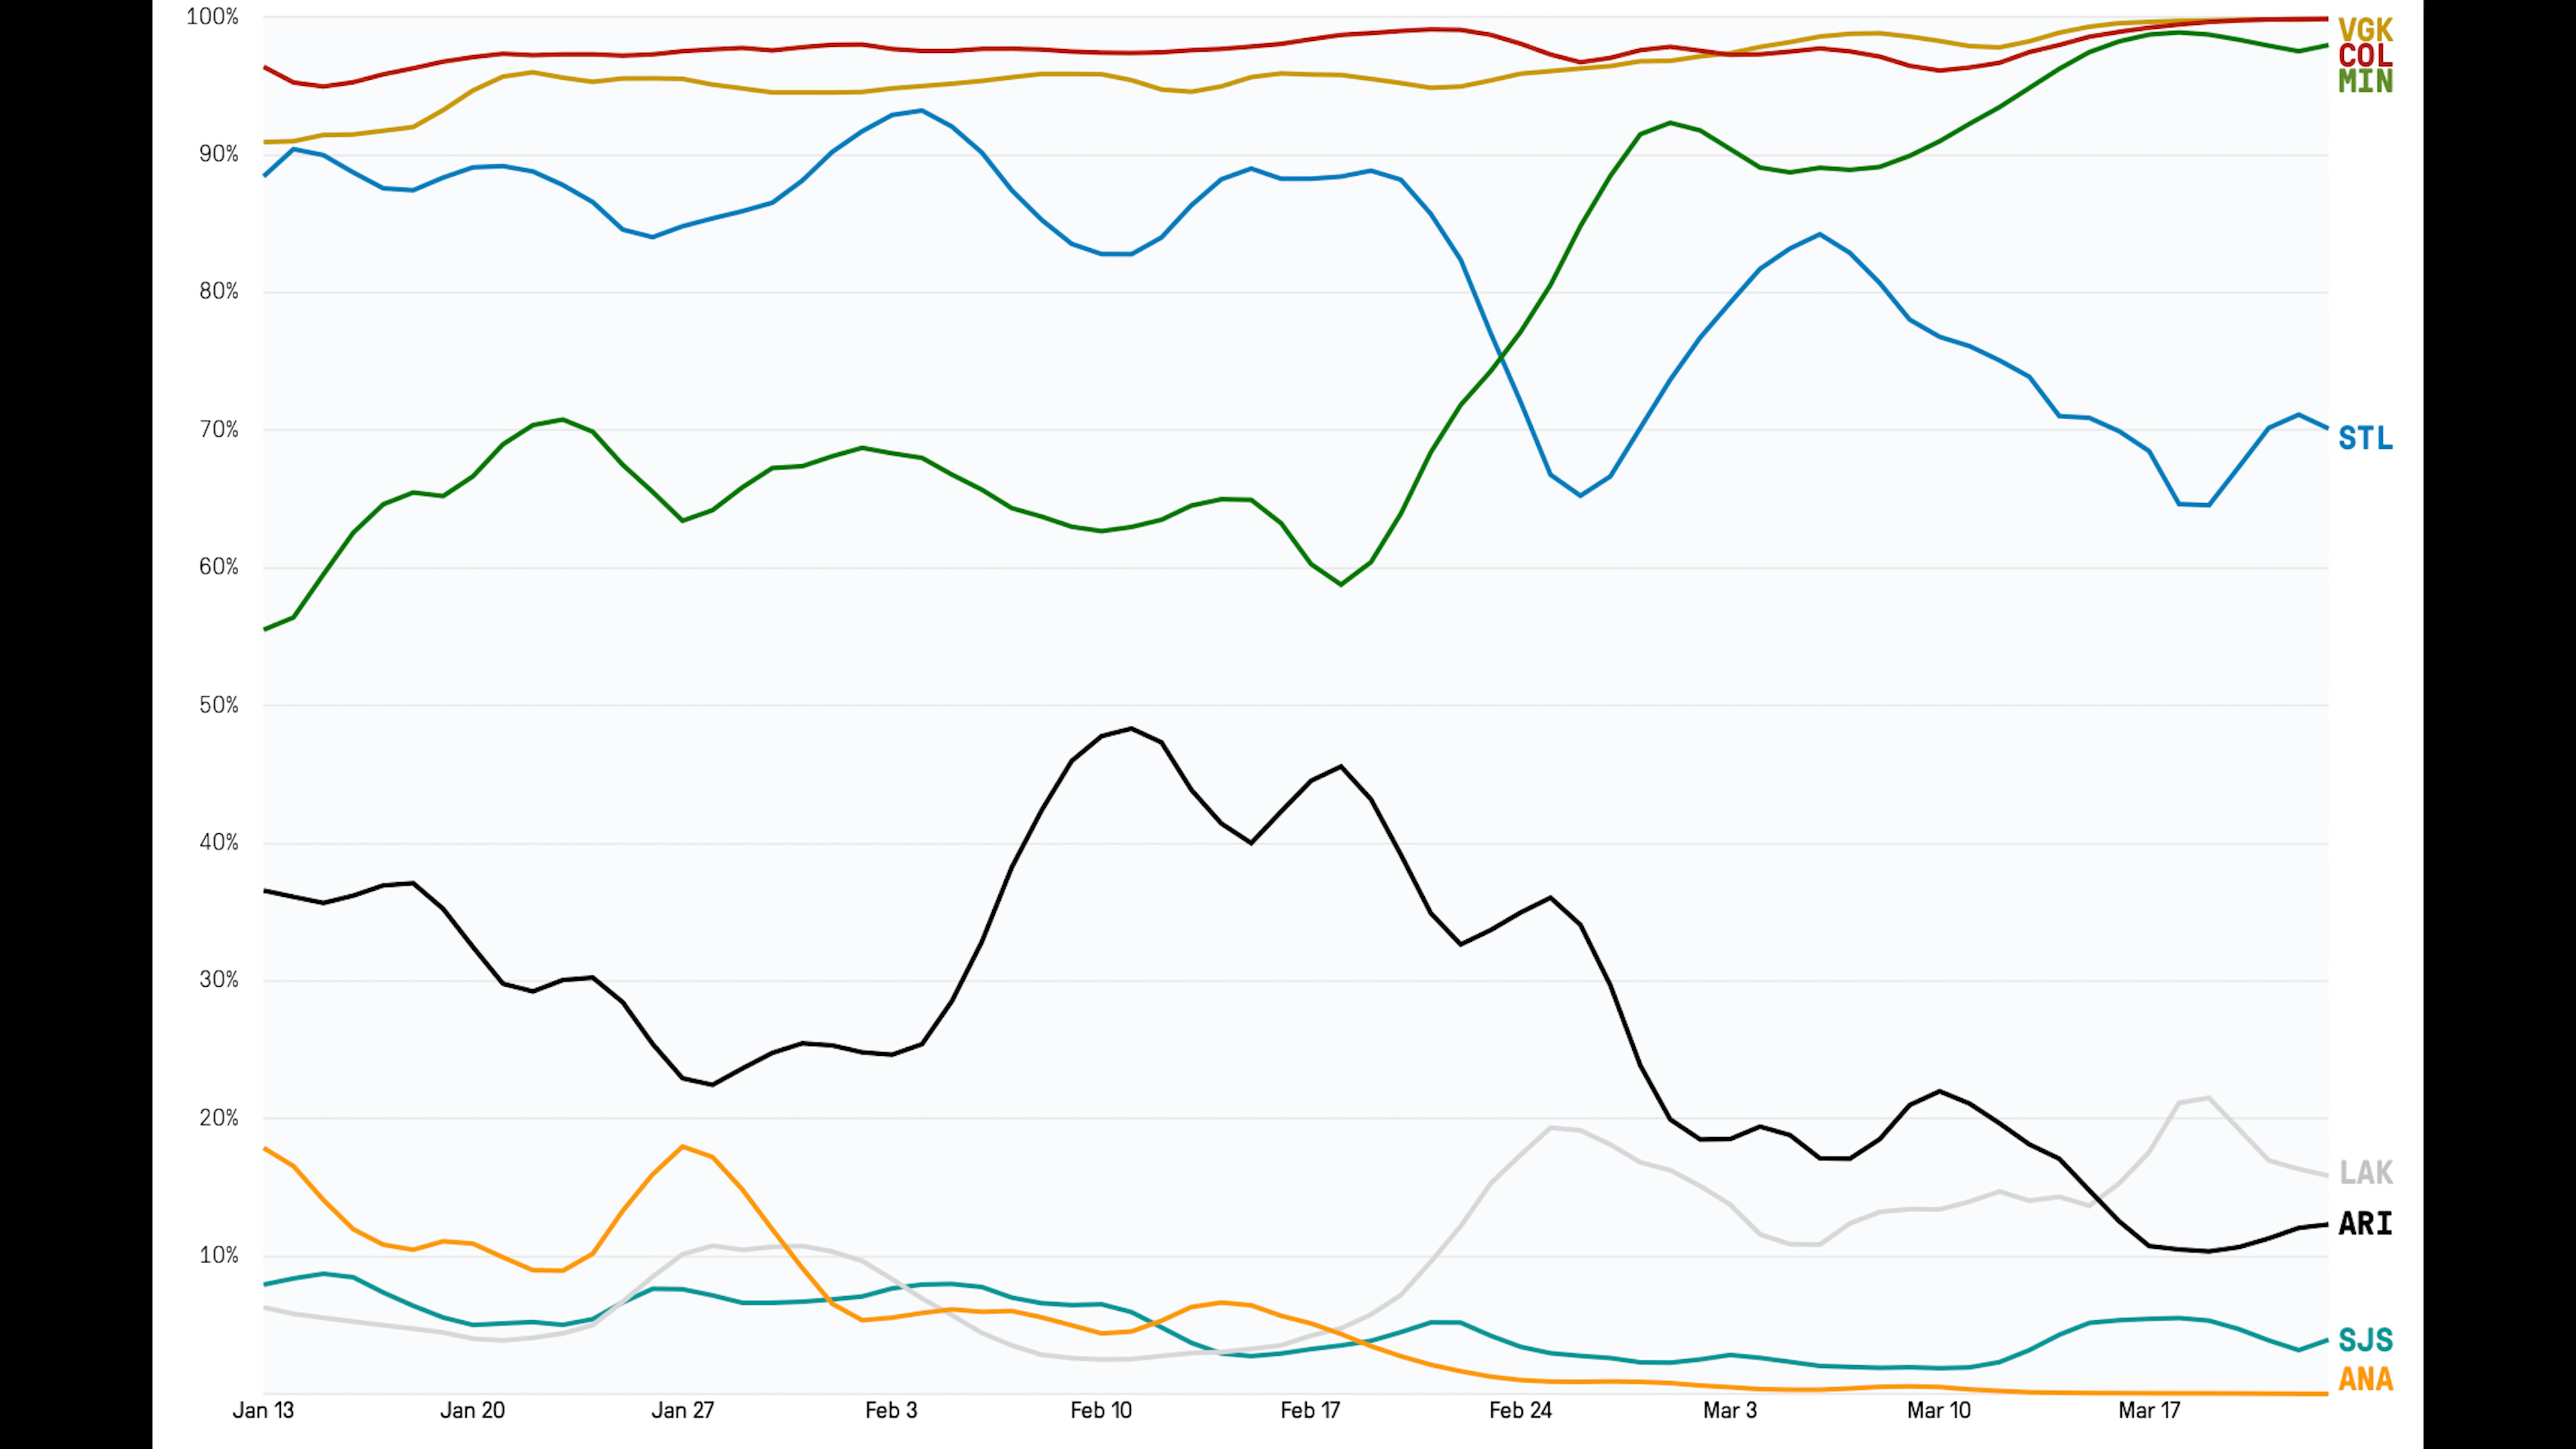 100%
90%
80%
70%
60%
50%
40%
30%
20%
10%
VGK
COL
MIN
STL
LAK
ARI
SJS
ANA
Jan 13 Jan 20 Jan 27 Feb 3 Feb 10 Feb 17 Feb 24 Mar 3 Mar 10 Mar 17